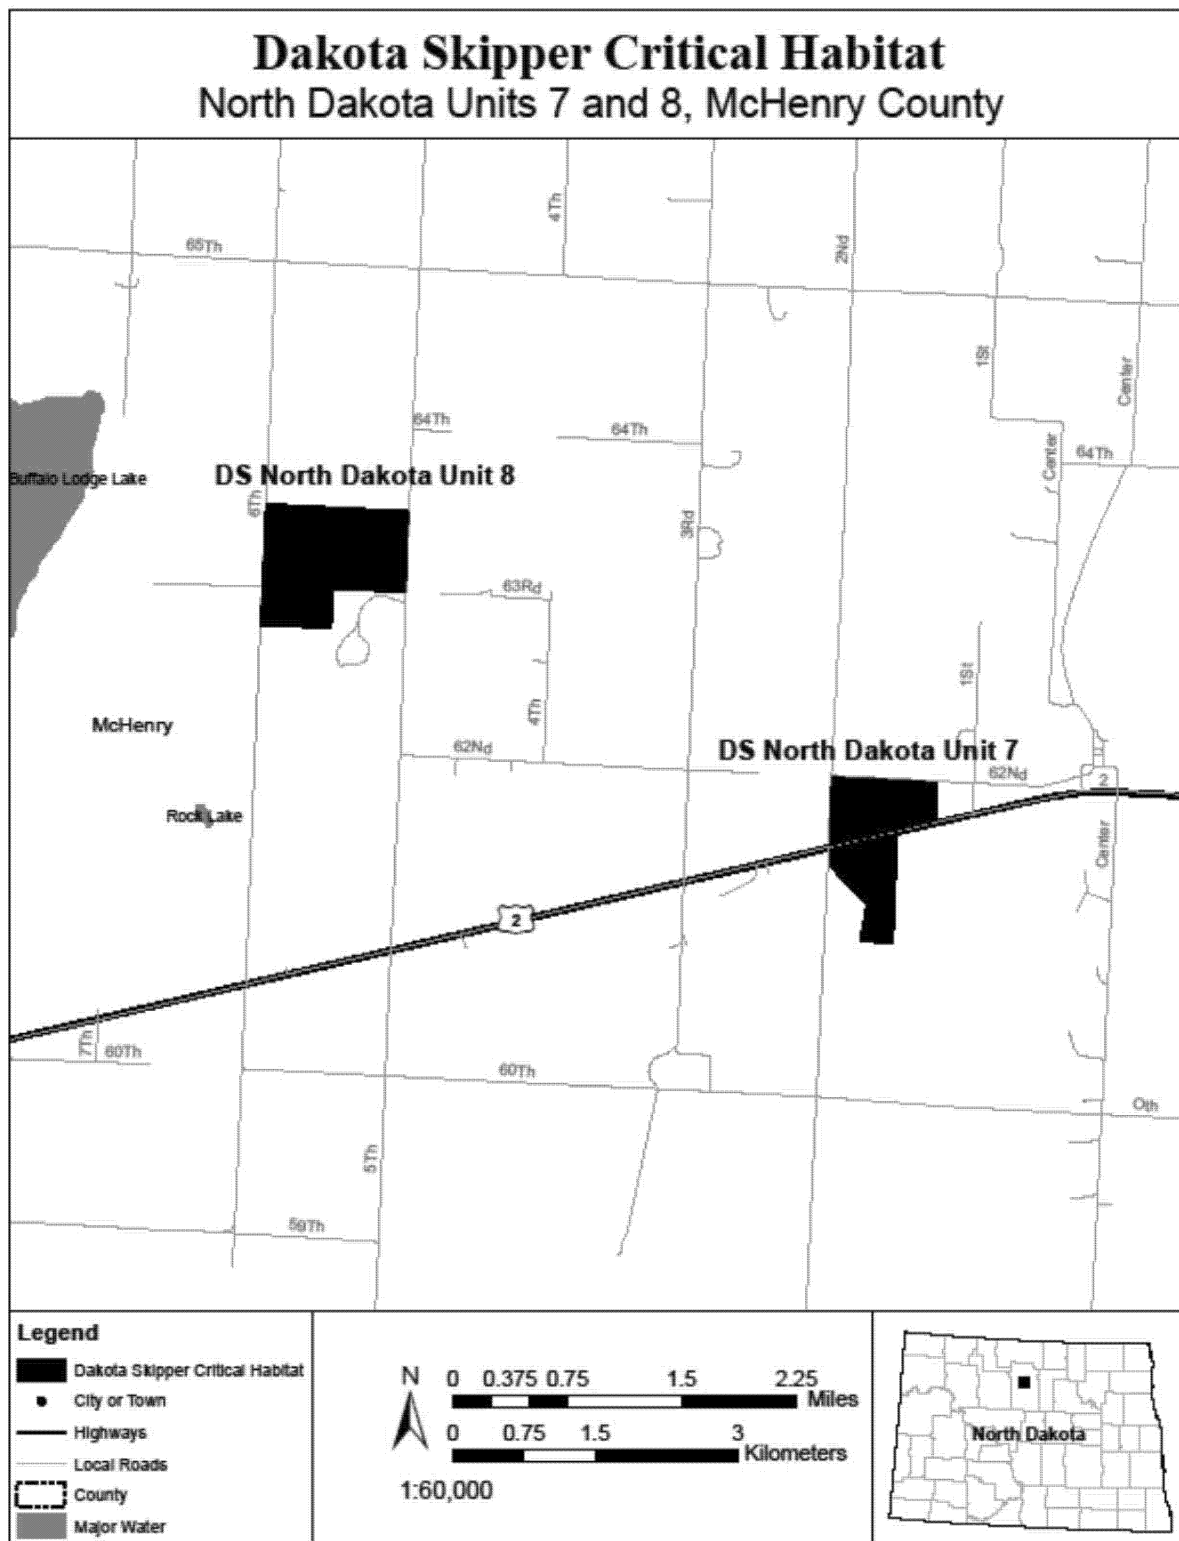 Dakota Skipper Critical Habitat
North Dakota Units 7 and 8, McHenry County
4Th
2Nd
65Th
1St
Center
64Th
64Th
Center
64Th
Buffalo Lodge Lake
DS North Dakota Unit 8
6Th
3Rd
63Rd
1St
4Th
McHenry
62Nd
DS North Dakota Unit 7
62Nd
2
Rock Lake
Center
2
7Th
60Th
60Th
Oth
5Th
59Th
Legend
Dakota Skipper Critical Habitat
City or Town
Highways
Local Roads
County
Major Water
N
0 0.375 0.75 1.5 2.25
Miles
0 0.75 1.5 3
Kilometers
1:60,000
North Dakota